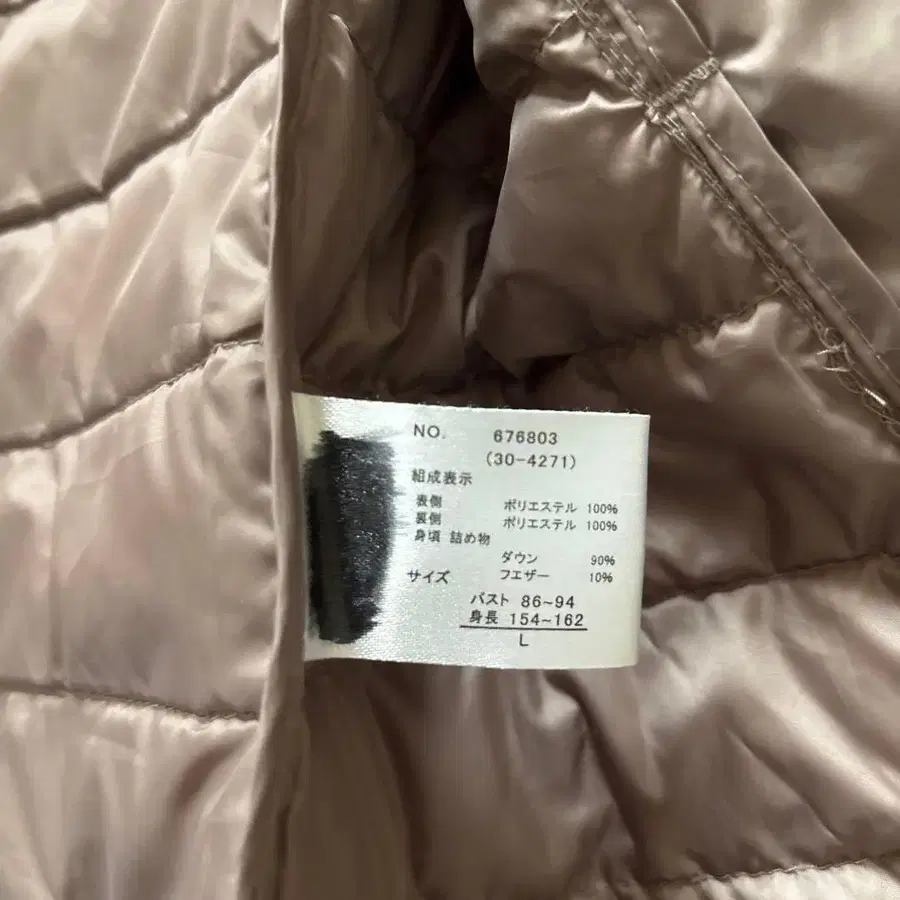 NO. 676803
(30-4271)
組成表示
表側 ポリエステル 100%
裏側 ポリエステル 100%
身頃 詰め物
ダウン 90%
サイズ フエザー 10%
バスト 86~94
身長 154~162
L